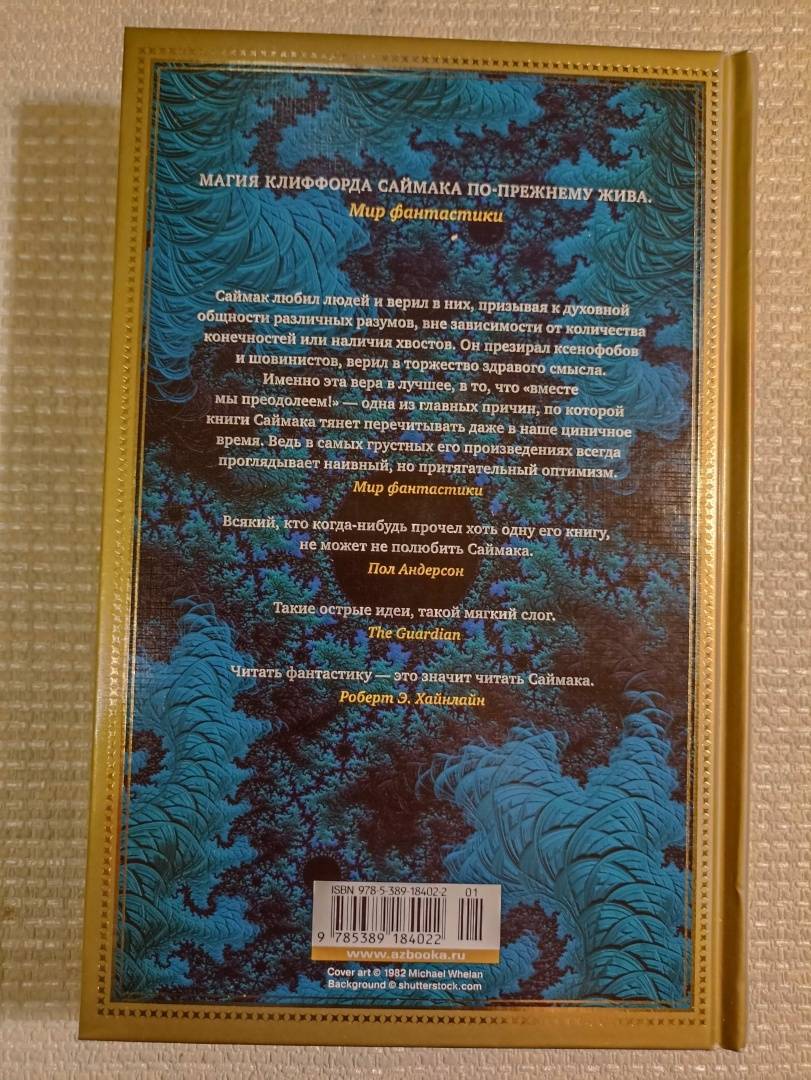 МАГИЯ КЛИФФОРДА САЙМАКА ПО-ПРЕЖНЕМУ ЖИВА.
Мир фантастики
Саймак любил людей и верил в них, призывая к духовной
общности различных разумов, вне зависимости от количества
конечностей или наличия хвостов. Он презирал ксенофобов
и шовинистов, верил в торжество здравого смысла.
Именно эта вера в лучшее, в то, что «вместе
мы преодолеем!» — одна из главных причин, по которой
книги Саймака тянет перечитывать даже в наше циничное
время. Ведь в самых грустных его произведениях всегда
проглядывает наивный, но притягательный оптимизм.
Мир фантастики
Всякий, кто когда-нибудь прочел хоть одну его книгу,
не может не полюбить Саймака.
Пол Андерсон
Такие острые идеи, такой мягкий слог.
The Guardian
Читать фантастику — это значит читать Саймака.
Роберт Э. Хайнлайн
ISBN 978-5-389-18402-2 01
9 785389 184022
www.azbooka.ru
Cover art © 1982 Michael Whelan
Background © shutterstock.com